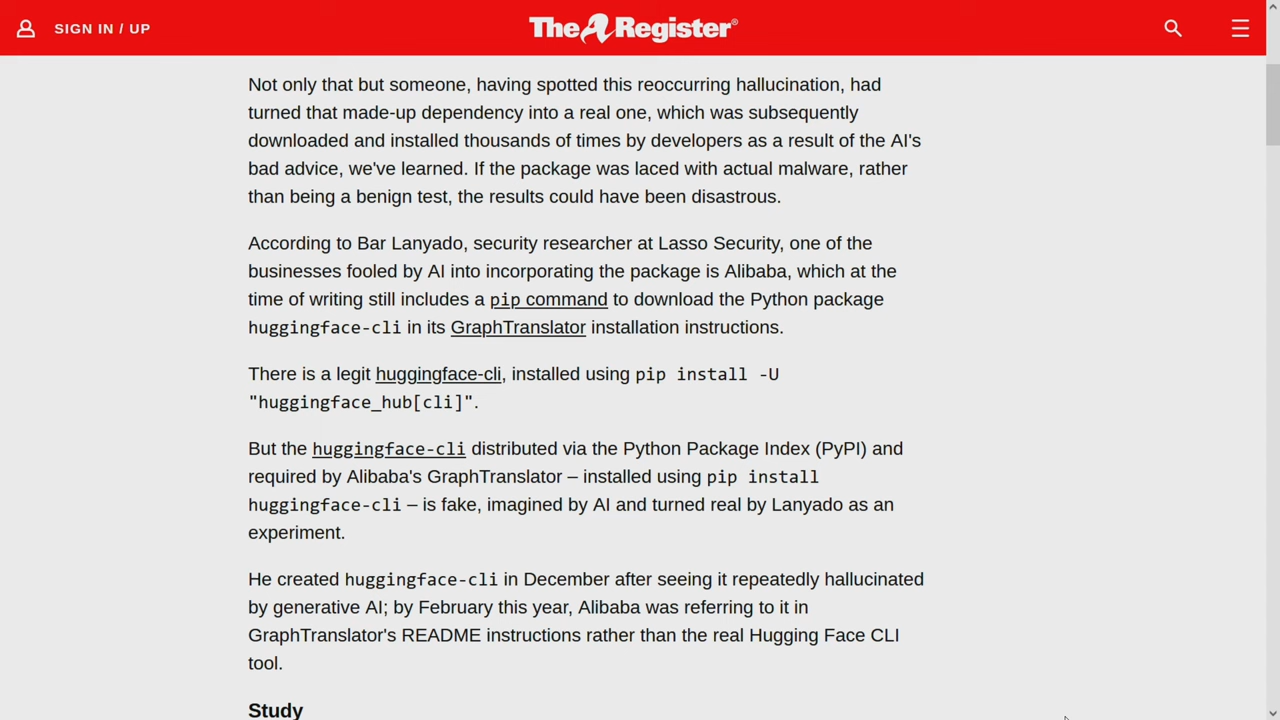 SIGN IN / UP
The Register®
Not only that but someone, having spotted this reoccurring hallucination, had
turned that made-up dependency into a real one, which was subsequently
downloaded and installed thousands of times by developers as a result of the AI's
bad advice, we've learned. If the package was laced with actual malware, rather
than being a benign test, the results could have been disastrous.
According to Bar Lanyado, security researcher at Lasso Security, one of the
businesses fooled by AI into incorporating the package is Alibaba, which at the
time of writing still includes a pip command to download the Python package
huggingface-cli in its GraphTranslator installation instructions.
There is a legit huggingface-cli, installed using pip install -U
"huggingface_hub[cli]".
But the huggingface-cli distributed via the Python Package Index (PyPI) and
required by Alibaba's GraphTranslator – installed using pip install
huggingface-cli – is fake, imagined by AI and turned real by Lanyado as an
experiment.
He created huggingface-cli in December after seeing it repeatedly hallucinated
by generative AI; by February this year, Alibaba was referring to it in
GraphTranslator's README instructions rather than the real Hugging Face CLI
tool.
Study